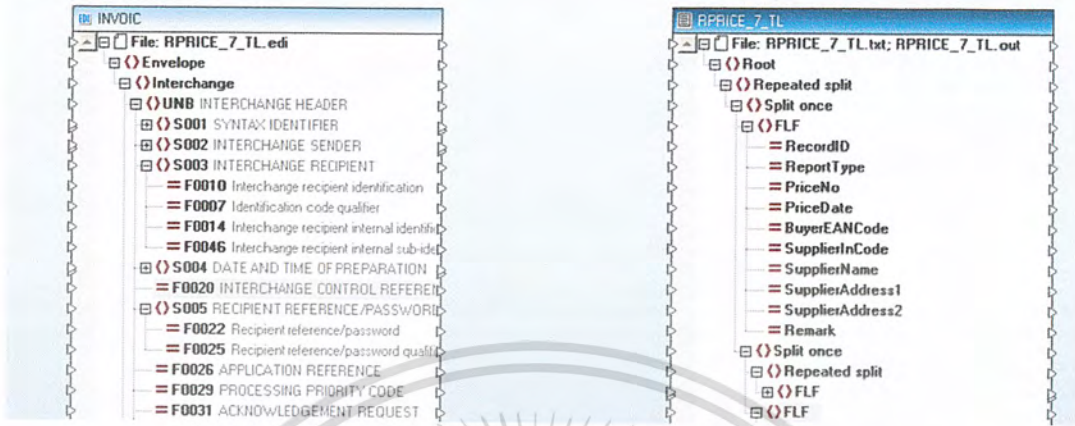 INVOIC
File: RPRICE_7_TL.edi
Envelope
Interchange
UNB INTERCHANGE HEADER
S001 SYNTAX IDENTIFIER
S002 INTERCHANGE SENDER
S003 INTERCHANGE RECIPIENT
F0010 Interchange recipient identification
F0007 Identification code qualifier
F0014 Interchange recipient internal identific
F0046 Interchange recipient internal sub-ide
S004 DATE AND TIME OF PREPARATION
F0020 INTERCHANGE CONTROL REFEREN
S005 RECIPIENT REFERENCE/PASSWORD
F0022 Recipient reference/password
F0025 Recipient reference/password qualifi
F0026 APPLICATION REFERENCE
F0029 PROCESSING PRIORITY CODE
F0031 ACKNOWLEDGEMENT REQUEST
RPRICE_7_TL
File: RPRICE_7_TL.txt; RPRICE_7_TL.out
Root
Repeated split
Split once
FLF
RecordID
ReportType
PriceNo
PriceDate
BuyerEANCode
SupplierInCode
SupplierName
SupplierAddress1
SupplierAddress2
Remark
Split once
Repeated split
FLF
FLF